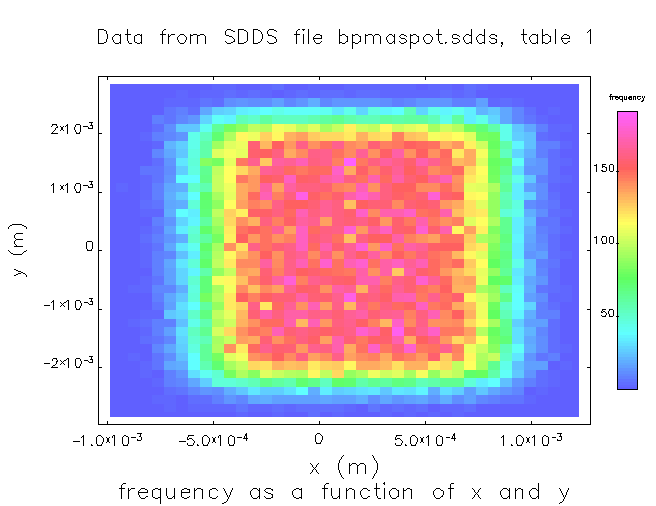 Data from SDDS file bpmaspot.sdds, table 1
frequency
2×10⁻³
1×10⁻³
0
−1×10⁻³
−2×10⁻³
y (m)
150.
100.
50.
−1.0×10⁻³ −5.0×10⁻⁴ 0 5.0×10⁻⁴ 1.0×10⁻³
x (m)
frequency as a function of x and y